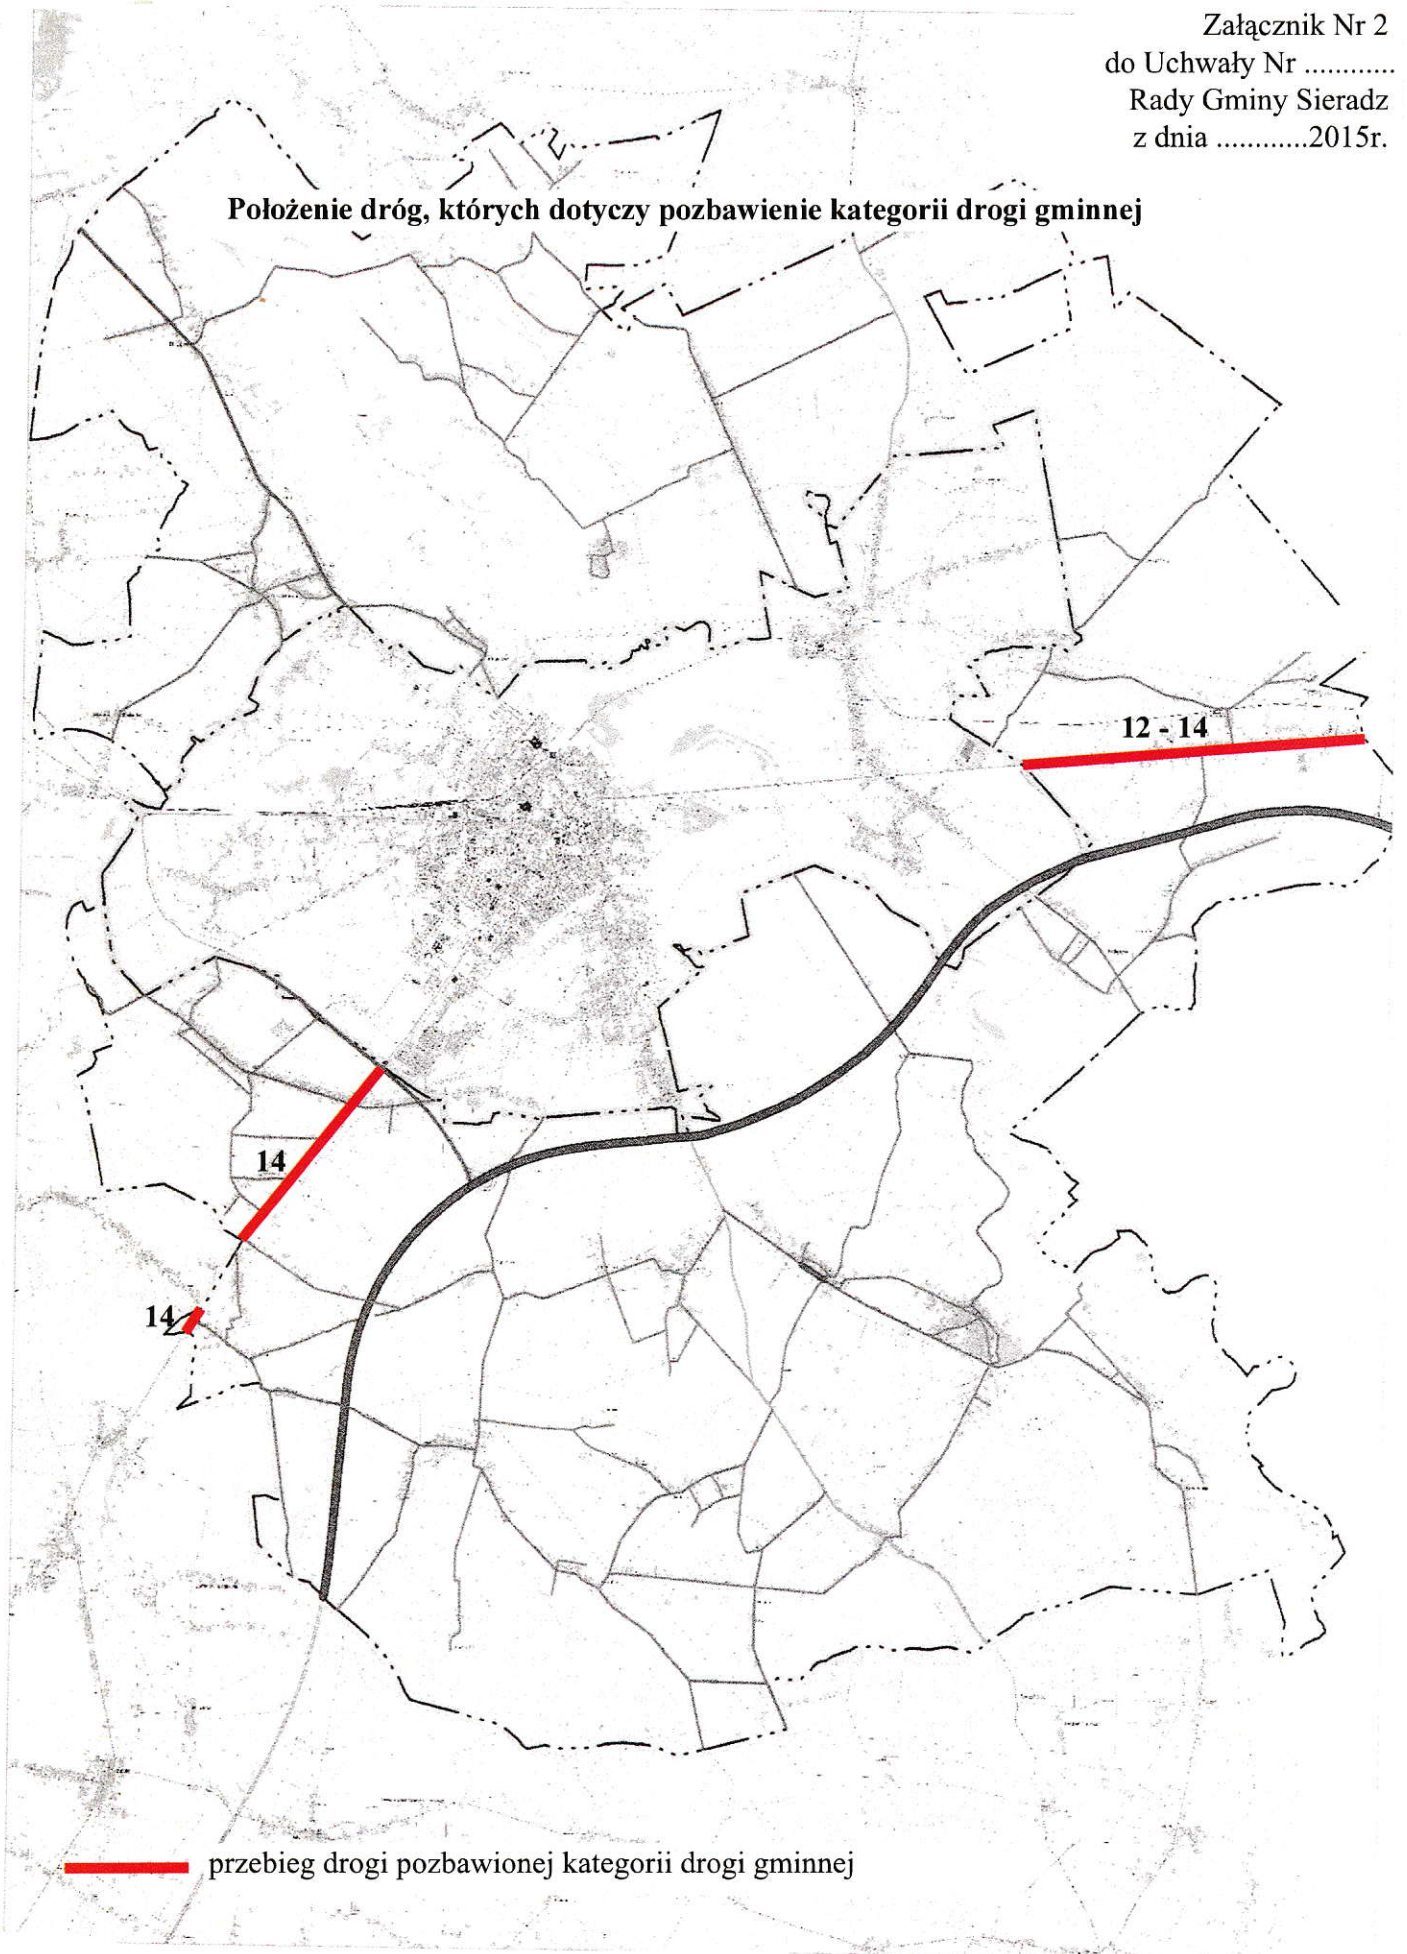 Załącznik Nr 2
do Uchwały Nr ............
Rady Gminy Sieradz
z dnia ............2015r.
Położenie dróg, których dotyczy pozbawienie kategorii drogi gminnej
12 - 14
14
14
przebieg drogi pozbawionej kategorii drogi gminnej